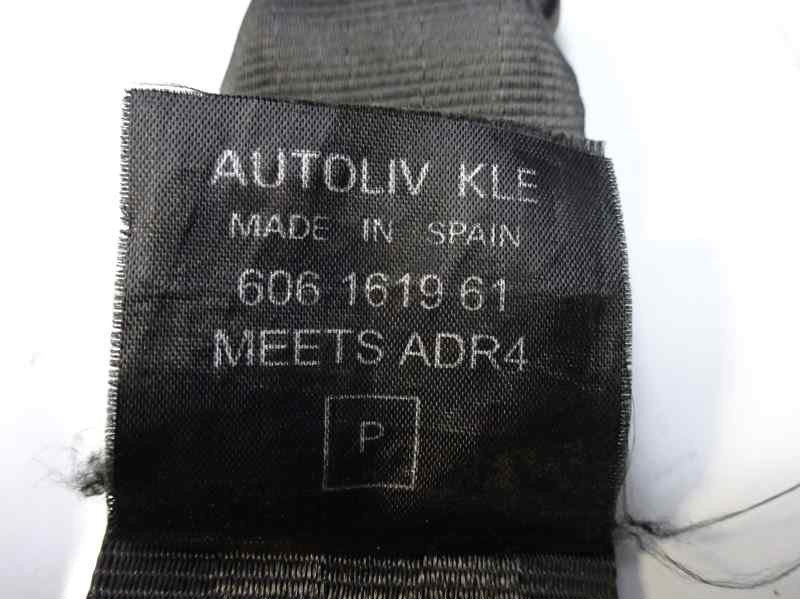 AUTOLIV KLE
MADE IN SPAIN
606 1619 61
MEETS ADR4
P